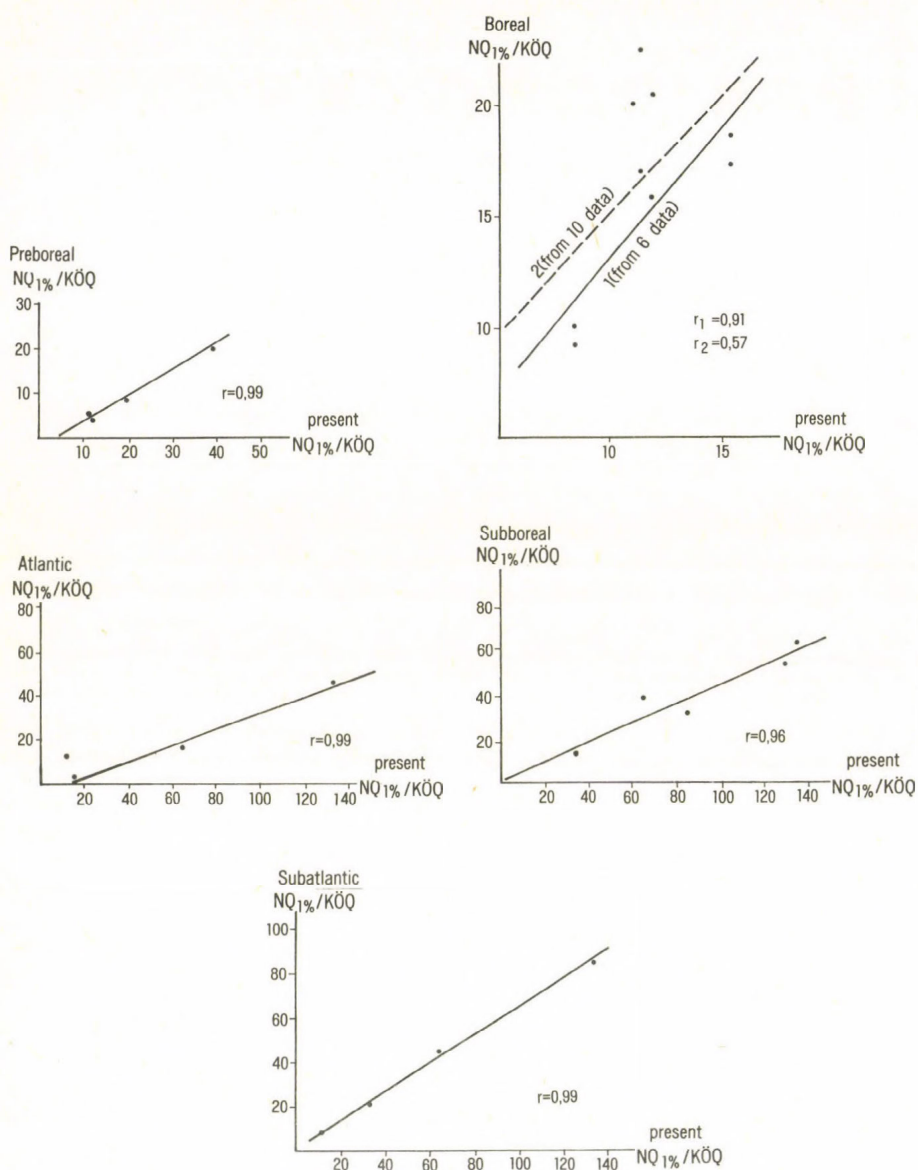 Preboreal
NQ1%/KÖQ
30
20
10
r=0,99
present
NQ1%/KÖQ
10 20 30 40 50
Boreal
NQ1%/KÖQ
20
15
10
2(from 10 data)
1(from 6 data)
r1 =0,91
r2 =0,57
present
NQ1%/KÖQ
10 15
Atlantic
NQ1%/KÖQ
80
60
40
20
r=0,99
present
NQ1%/KÖQ
20 40 60 80 100 120 140
Subboreal
NQ1%/KÖQ
80
60
40
20
r=0,96
present
NQ1%/KÖQ
20 40 60 80 100 120 140
Subatlantic
NQ1%/KÖQ
100
80
60
40
20
r=0,99
present
NQ1%/KÖQ
20 40 60 80 100 120 140